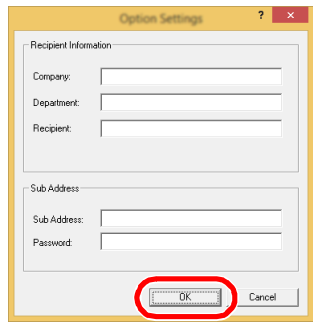 Option Settings
?
Recipient Information
Company:
Department:
Recipient:
Sub Address
Sub Address:
Password:
OK Cancel